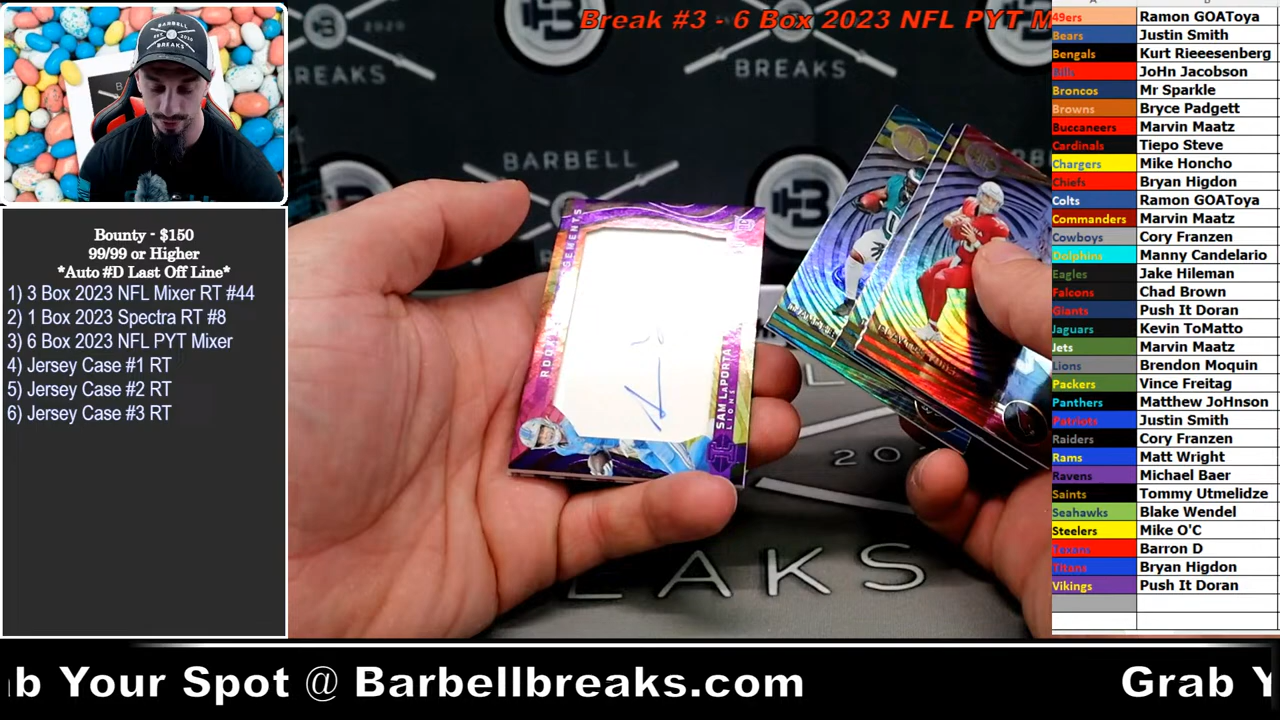 Break #3 - 6 Box 2023 NFL PYT M
BARBELL
BREAKS
Bounty - $150
99/99 or Higher
*Auto #D Last Off Line*
1) 3 Box 2023 NFL Mixer RT #44
2) 1 Box 2023 Spectra RT #8
3) 6 Box 2023 NFL PYT Mixer
4) Jersey Case #1 RT
5) Jersey Case #2 RT
6) Jersey Case #3 RT
BREAKS
BREAKS
BARBELL
SAM LAPORTA
LIONS
EAKS
49ers Ramon GOAToya
Bears Justin Smith
Bengals Kurt Rieeesenberg
Bills JoHn Jacobson
Broncos Mr Sparkle
Browns Bryce Padgett
Buccaneers Marvin Maatz
Cardinals Tiepo Steve
Chargers Mike Honcho
Chiefs Bryan Higdon
Colts Ramon GOAToya
Commanders Marvin Maatz
Cowboys Cory Franzen
Dolphins Manny Candelario
Eagles Jake Hileman
Falcons Chad Brown
Giants Push It Doran
Jaguars Kevin ToMatto
Jets Marvin Maatz
Lions Brendon Moquin
Packers Vince Freitag
Panthers Matthew JoHnson
Patriots Justin Smith
Raiders Cory Franzen
Rams Matt Wright
Ravens Michael Baer
Saints Tommy Utmelidze
Seahawks Blake Wendel
Steelers Mike O'C
Texans Barron D
Titans Bryan Higdon
Vikings Push It Doran
b Your Spot @ Barbellbreaks.com Grab Y